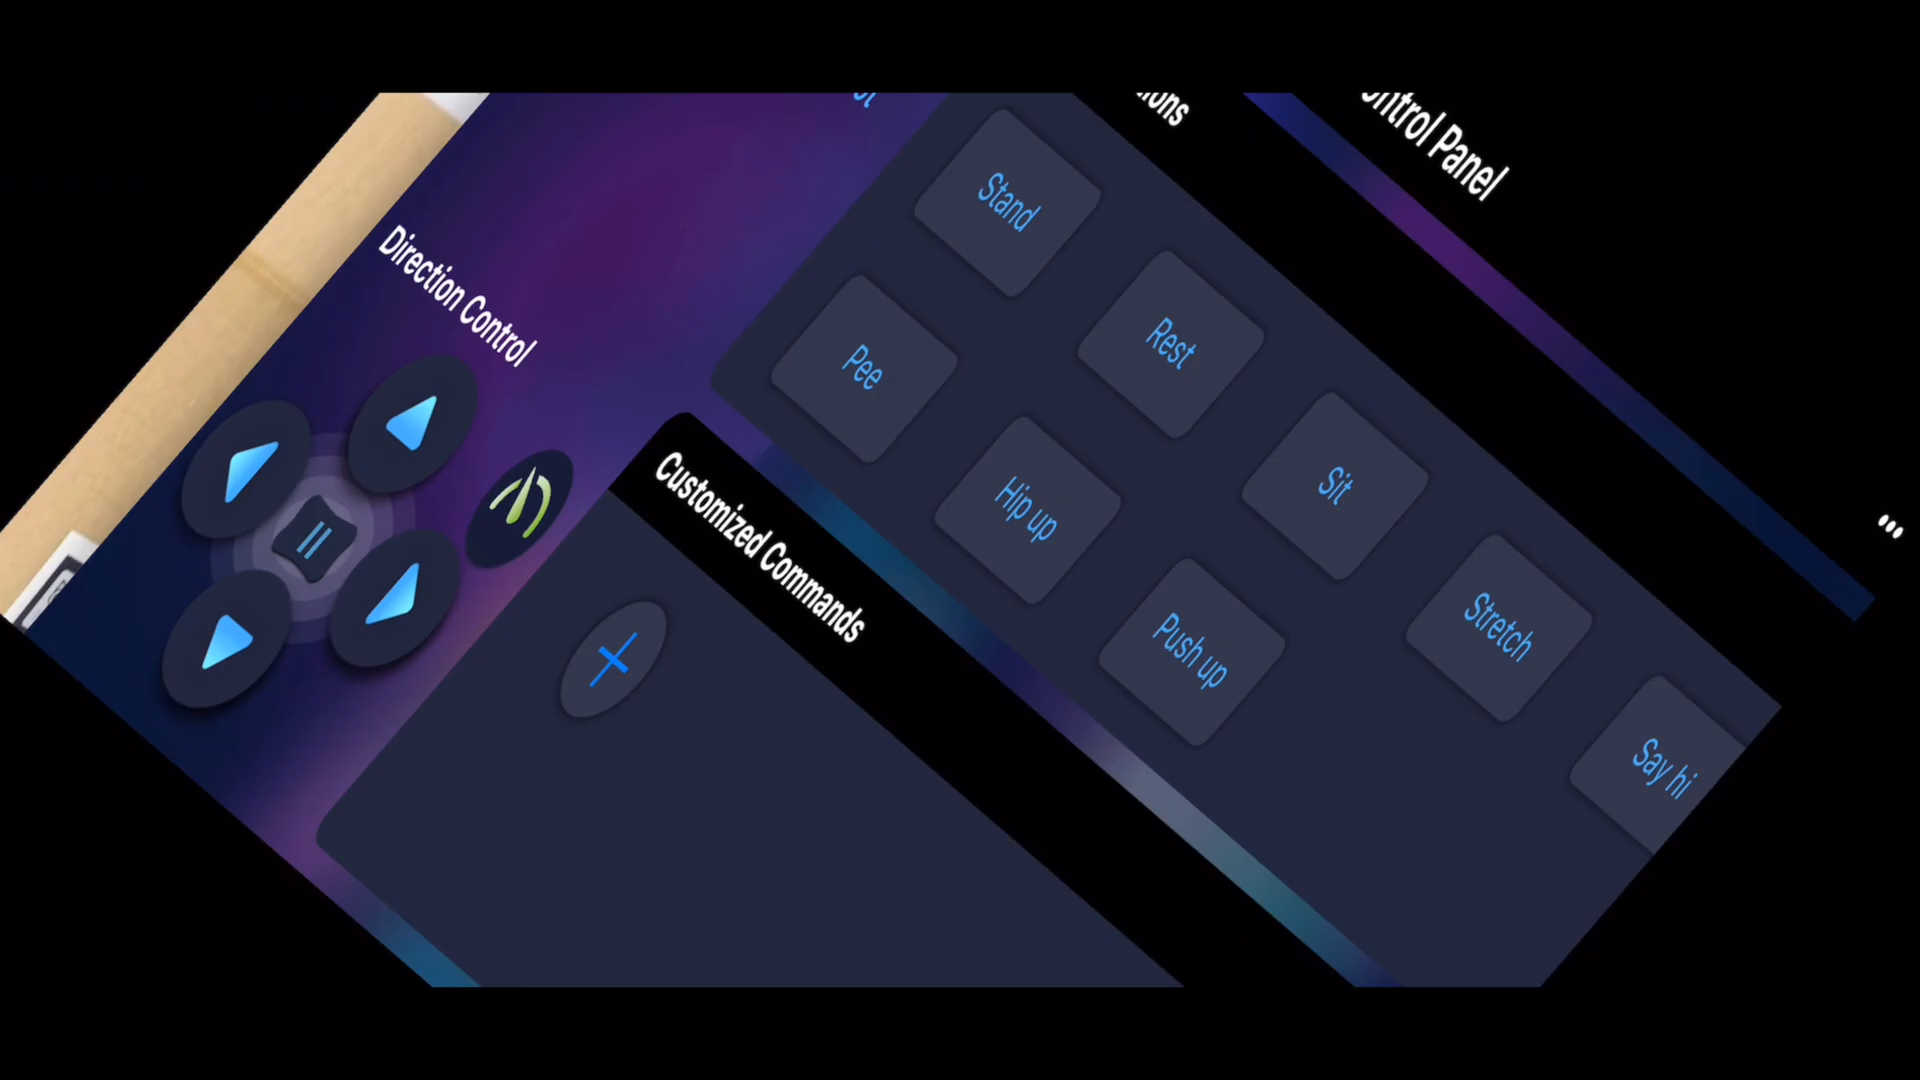 Control Panel
Stand
Rest
Sit
Stretch
Say hi
Pee
Hip up
Push up
Direction Control
Customized Commands